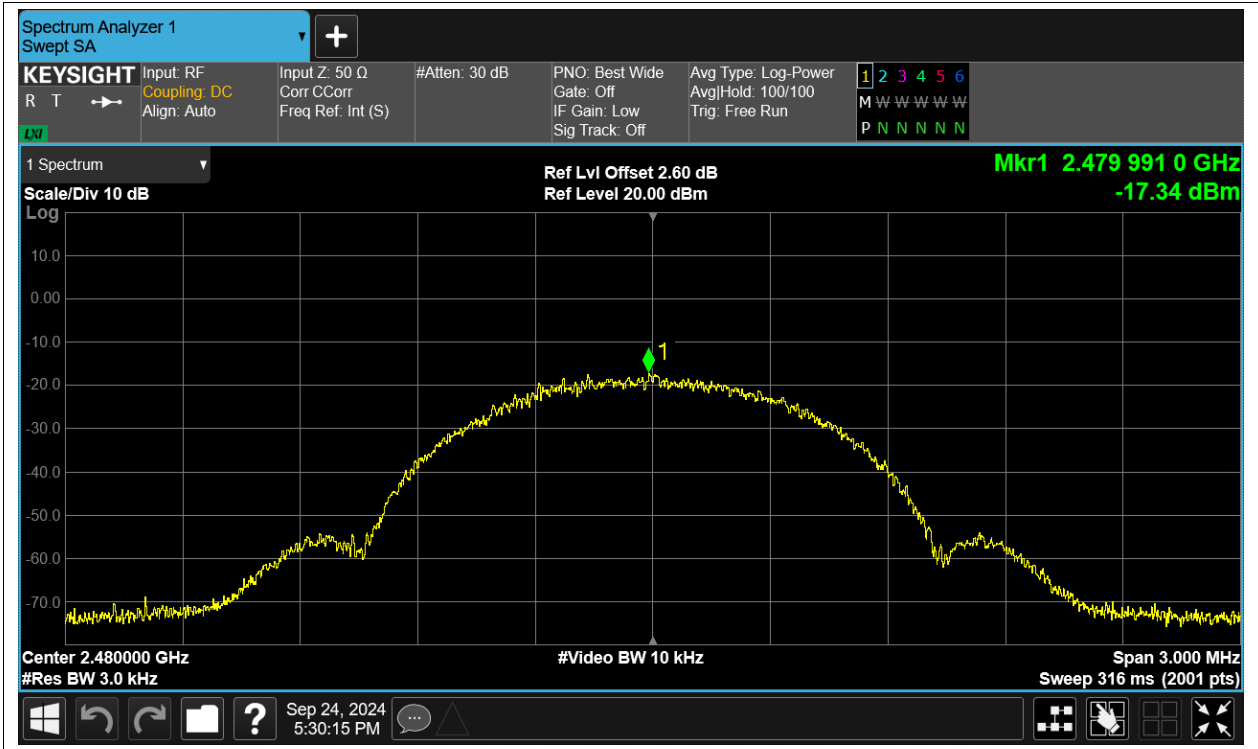 Spectrum Analyzer 1
Swept SA
KEYSIGHT
R T
LXI
Input: RF
Coupling: DC
Align: Auto
Input Z: 50 Ω
Corr CCorr
Freq Ref: Int (S)
#Atten: 30 dB
PNO: Best Wide
Gate: Off
IF Gain: Low
Sig Track: Off
Avg Type: Log-Power
Avg|Hold: 100/100
Trig: Free Run
1 2 3 4 5 6
M W W W W W W
P N N N N N
1 Spectrum
Scale/Div 10 dB
Log
Ref Lvl Offset 2.60 dB
Ref Level 20.00 dBm
Mkr1 2.479 991 0 GHz
-17.34 dBm
10.0
0.00
-10.0
-20.0
-30.0
-40.0
-50.0
-60.0
-70.0
1
Center 2.480000 GHz
#Res BW 3.0 kHz
#Video BW 10 kHz
Span 3.000 MHz
Sweep 316 ms (2001 pts)
?
Sep 24, 2024
5:30:15 PM